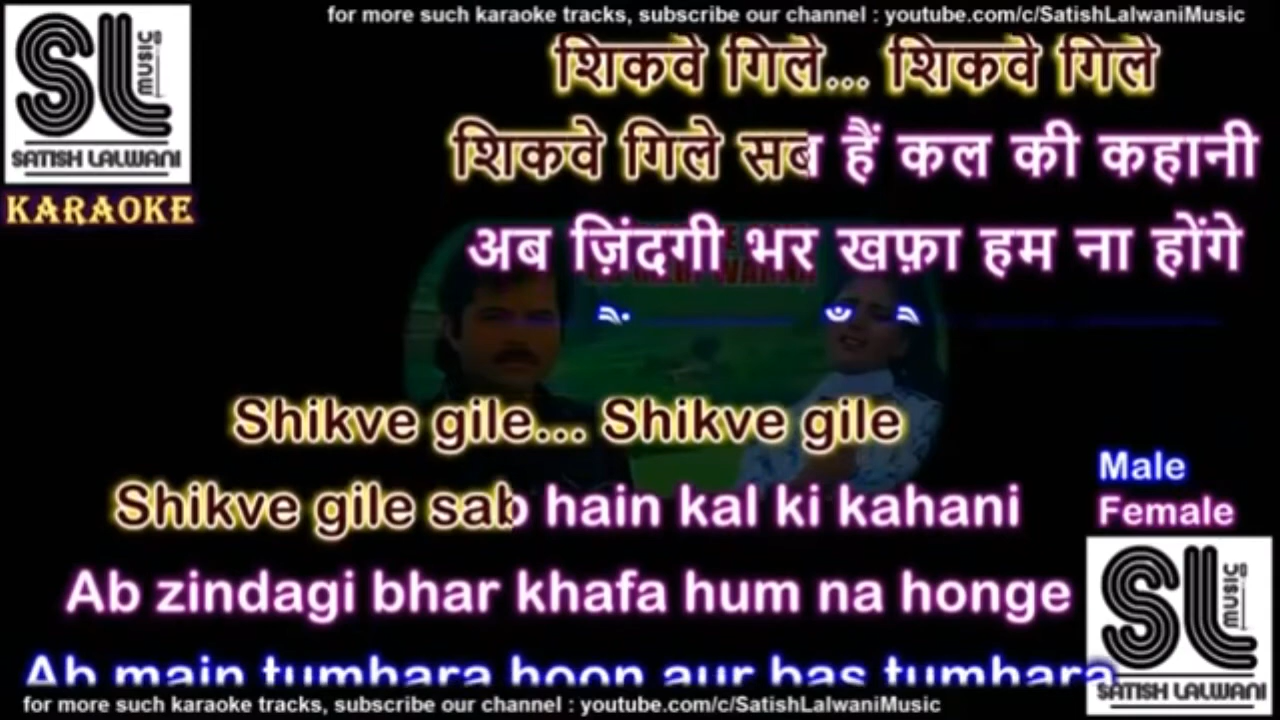 for more such karaoke tracks, subscribe our channel : youtube.com/c/SatishLalwaniMusic
SL MUSIC
SATISH LALWANI
KARAOKE
शिकवे गिले... शिकवे गिले
शिकवे गिले सब हैं कल की कहानी
अब ज़िंदगी भर खफ़ा हम ना होंगे
Shikve gile... Shikve gile
Shikve gile sab hain kal ki kahani
Ab zindagi bhar khafa hum na honge
Ab main tumhara hoon aur bas tumhara
Male
Female
SL MUSIC
SATISH LALWANI
for more such karaoke tracks, subscribe our channel : youtube.com/c/SatishLalwaniMusic